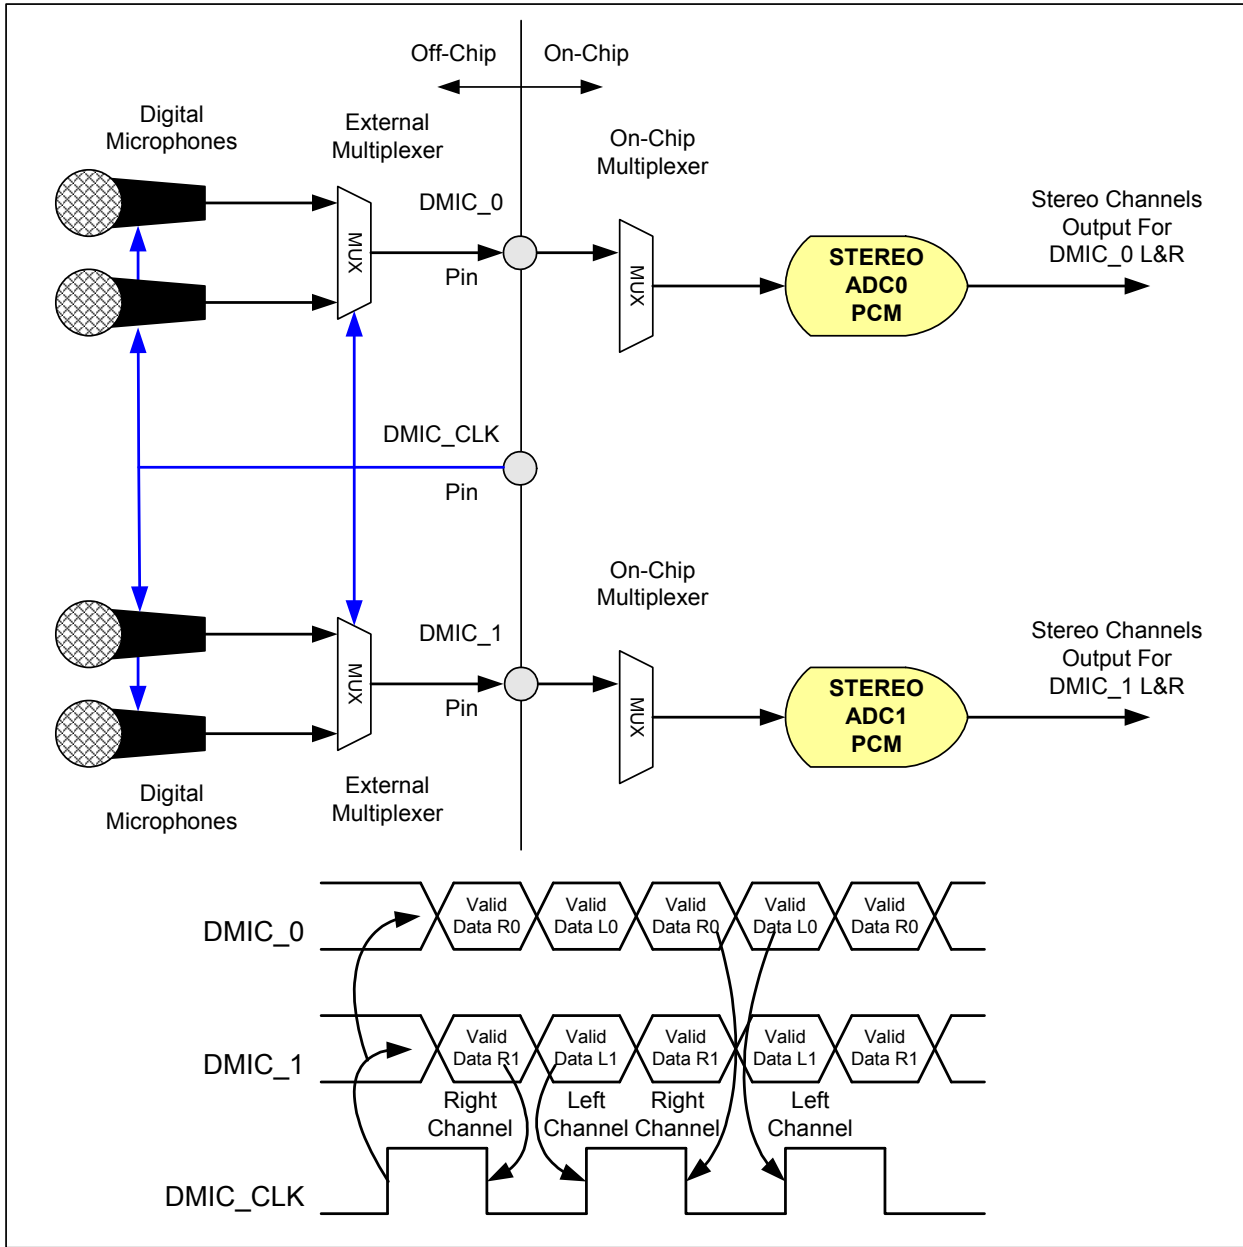 Off-Chip
On-Chip
Digital
Microphones
External
Multiplexer
On-Chip
Multiplexer
DMIC_0
Pin
MUX
MUX
STEREO
ADC0
PCM
Stereo Channels
Output For
DMIC_0 L&R
DMIC_CLK
Pin
On-Chip
Multiplexer
DMIC_1
Pin
MUX
MUX
STEREO
ADC1
PCM
Stereo Channels
Output For
DMIC_1 L&R
Digital
Microphones
External
Multiplexer
DMIC_0
Valid
Data R0
Valid
Data L0
Valid
Data R0
Valid
Data L0
Valid
Data R0
DMIC_1
Valid
Data R1
Valid
Data L1
Valid
Data R1
Valid
Data L1
Valid
Data R1
Right
Channel
Left
Channel
Right
Channel
Left
Channel
DMIC_CLK